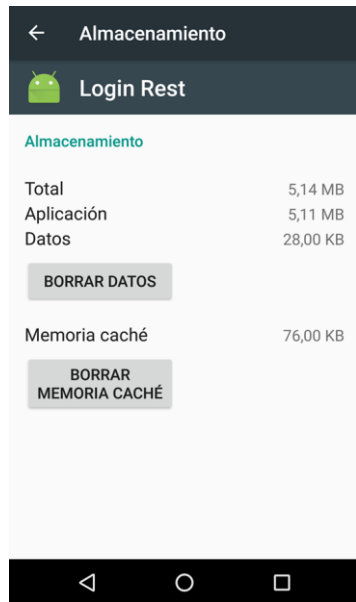 Almacenamiento
Login Rest
Almacenamiento
Total 5,14 MB
Aplicación 5,11 MB
Datos 28,00 KB
BORRAR DATOS
Memoria caché 76,00 KB
BORRAR
MEMORIA CACHÉ